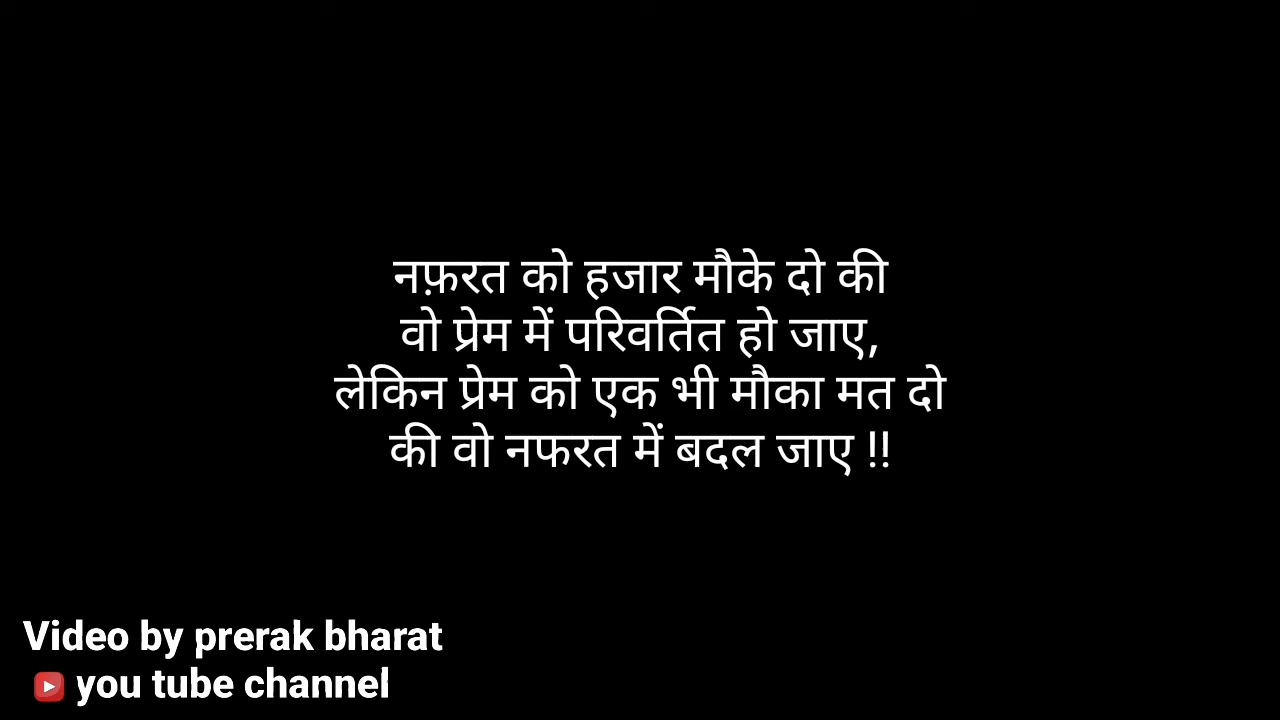 नफ़रत को हजार मौके दो की
वो प्रेम में परिवर्तित हो जाए,
लेकिन प्रेम को एक भी मौका मत दो
की वो नफरत में बदल जाए !!
Video by prerak bharat
you tube channel